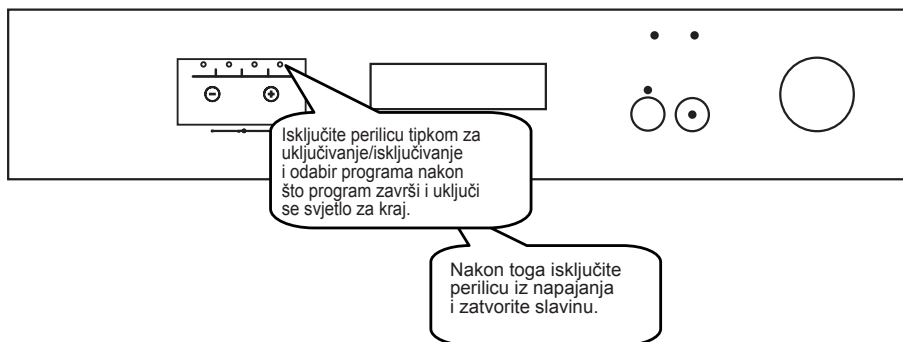 Isključite perilicu tipkom za
uključivanje/isključivanje
i odabir programa nakon
što program završi i uključi
se svjetlo za kraj.
Nakon toga isključite
perilicu iz napajanja
i zatvorite slavinu.